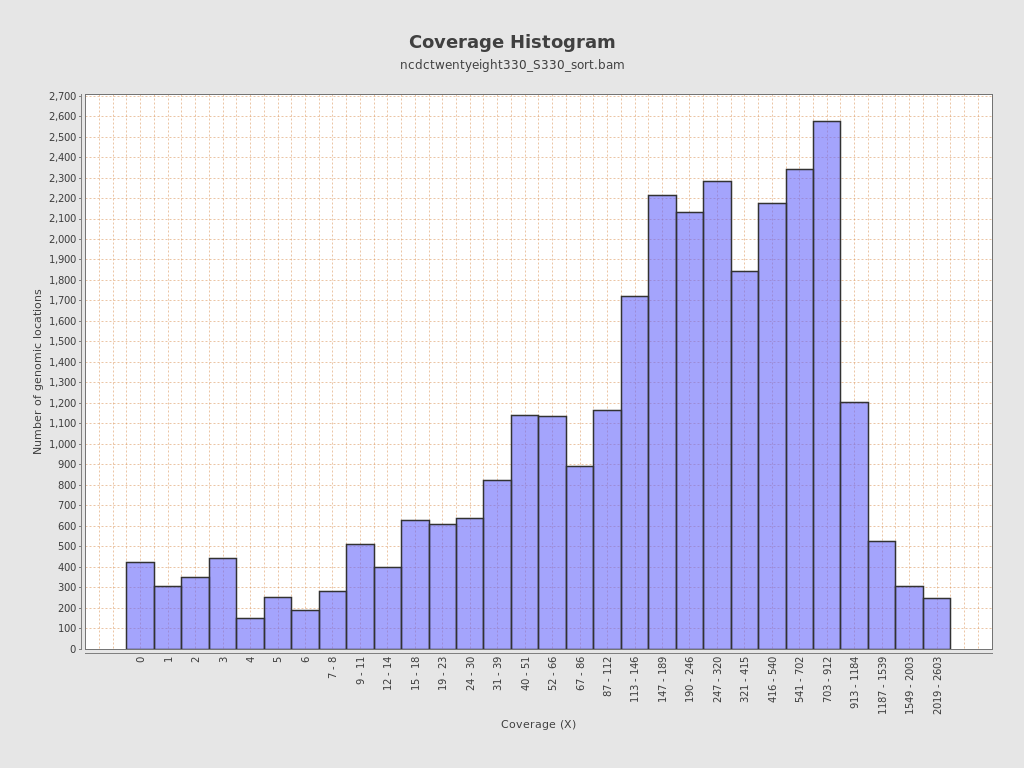 Coverage Histogram
ncdctwentyeight330_S330_sort.bam
Number of genomic locations
2,700
2,600
2,500
2,400
2,300
2,200
2,100
2,000
1,900
1,800
1,700
1,600
1,500
1,400
1,300
1,200
1,100
1,000
900
800
700
600
500
400
300
200
100
0
0
1
2
3
4
5
6
7 - 8
9 - 11
12 - 14
15 - 18
19 - 23
24 - 30
31 - 39
40 - 51
52 - 66
67 - 86
87 - 112
113 - 146
147 - 189
190 - 246
247 - 320
321 - 415
416 - 540
541 - 702
703 - 912
913 - 1184
1187 - 1539
1549 - 2003
2019 - 2603
Coverage (X)